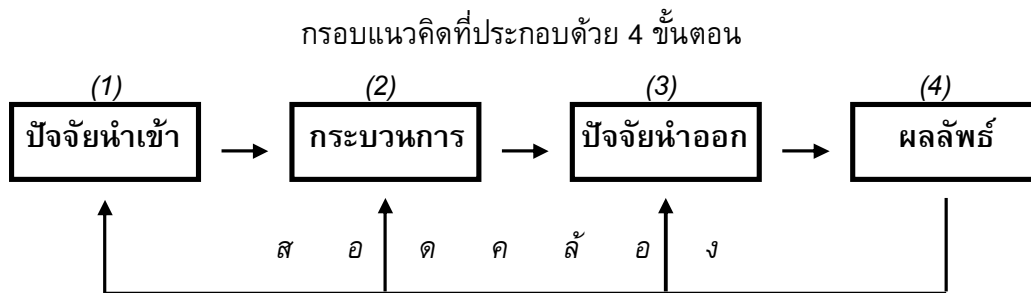 กรอบแนวคิดที่ประกอบด้วย 4 ขั้นตอน
(1) (2) (3) (4)
ปัจจัยนำเข้า กระบวนการ ปัจจัยนำออก ผลลัพธ์
ส อ ด ค ล้ อ ง